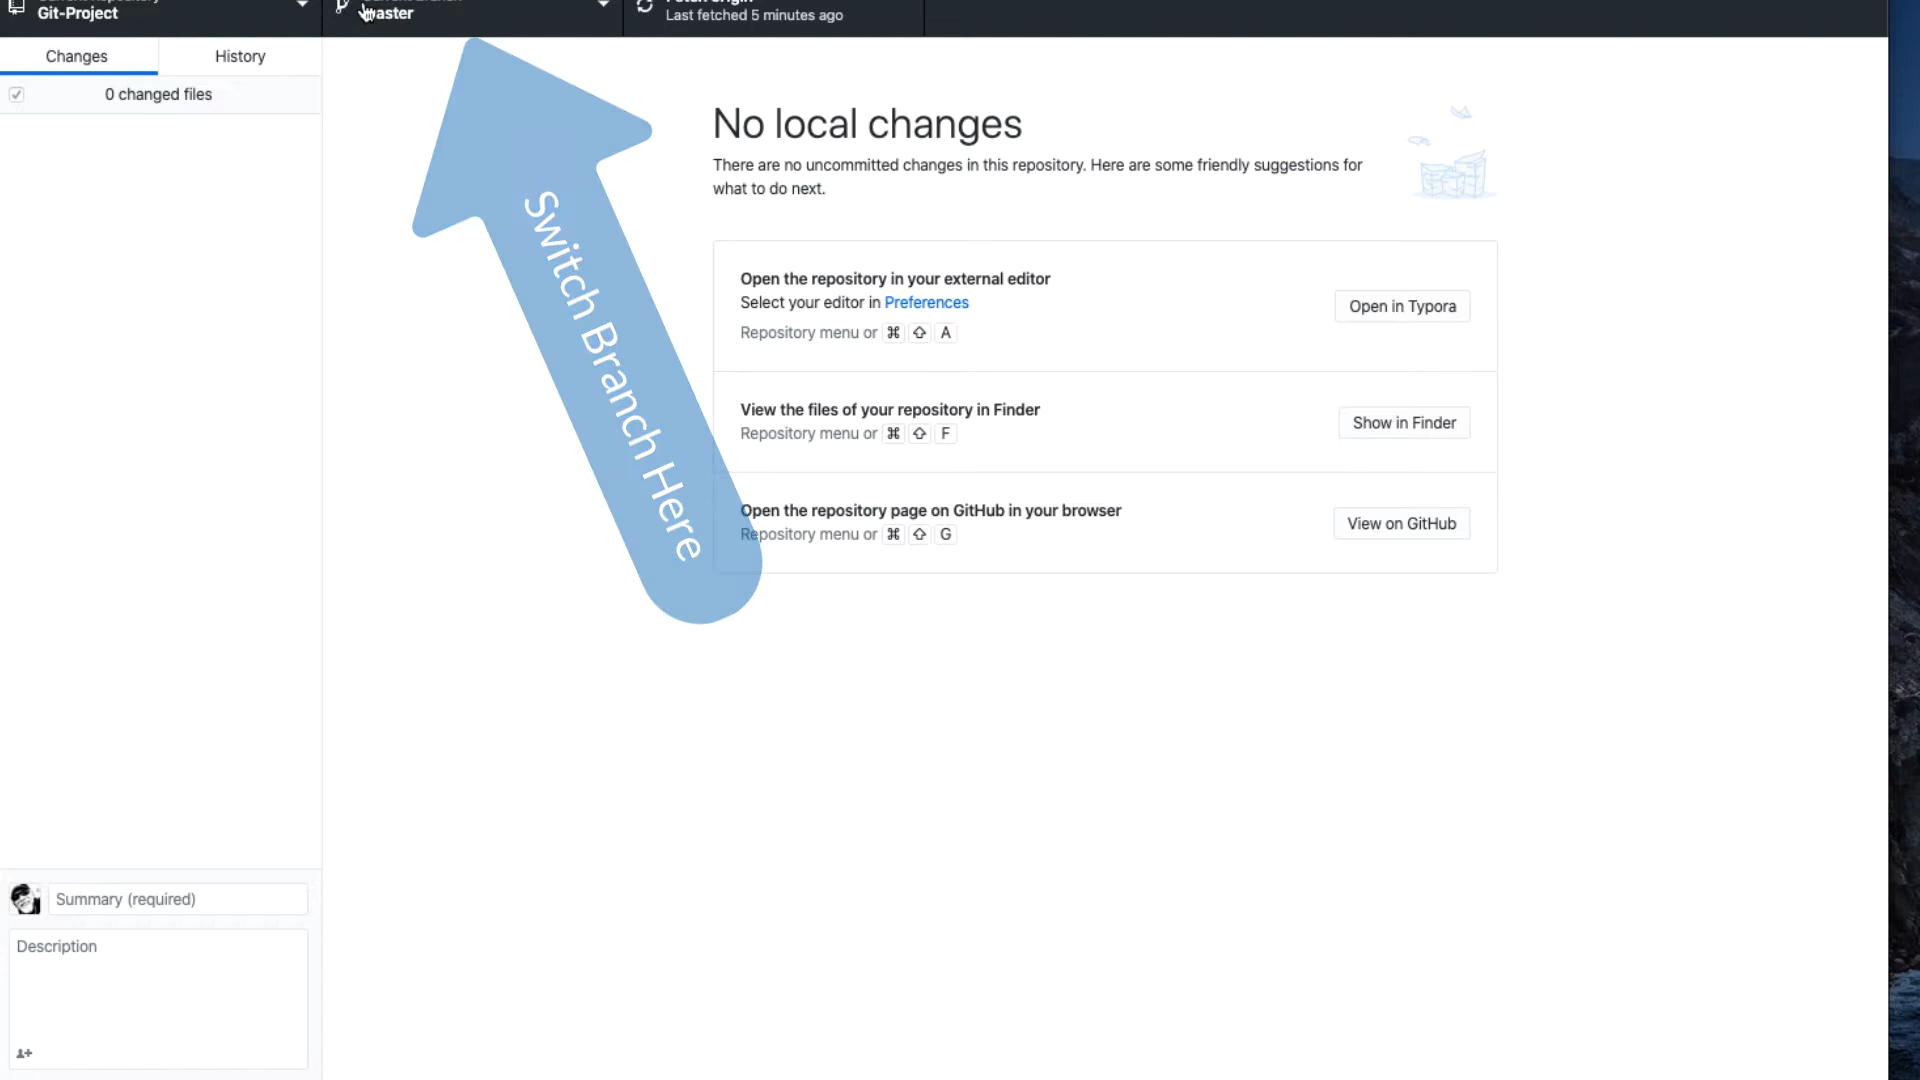 Git-Project
master
Last fetched 5 minutes ago
Changes
History
0 changed files
No local changes
There are no uncommitted changes in this repository. Here are some friendly suggestions for
what to do next.
Switch Branch Here
Open the repository in your external editor
Select your editor in Preferences
Repository menu or ⌘ ⇧ A
Open in Typora
View the files of your repository in Finder
Repository menu or ⌘ ⇧ F
Show in Finder
Open the repository page on GitHub in your browser
Repository menu or ⌘ ⇧ G
View on GitHub
Summary (required)
Description